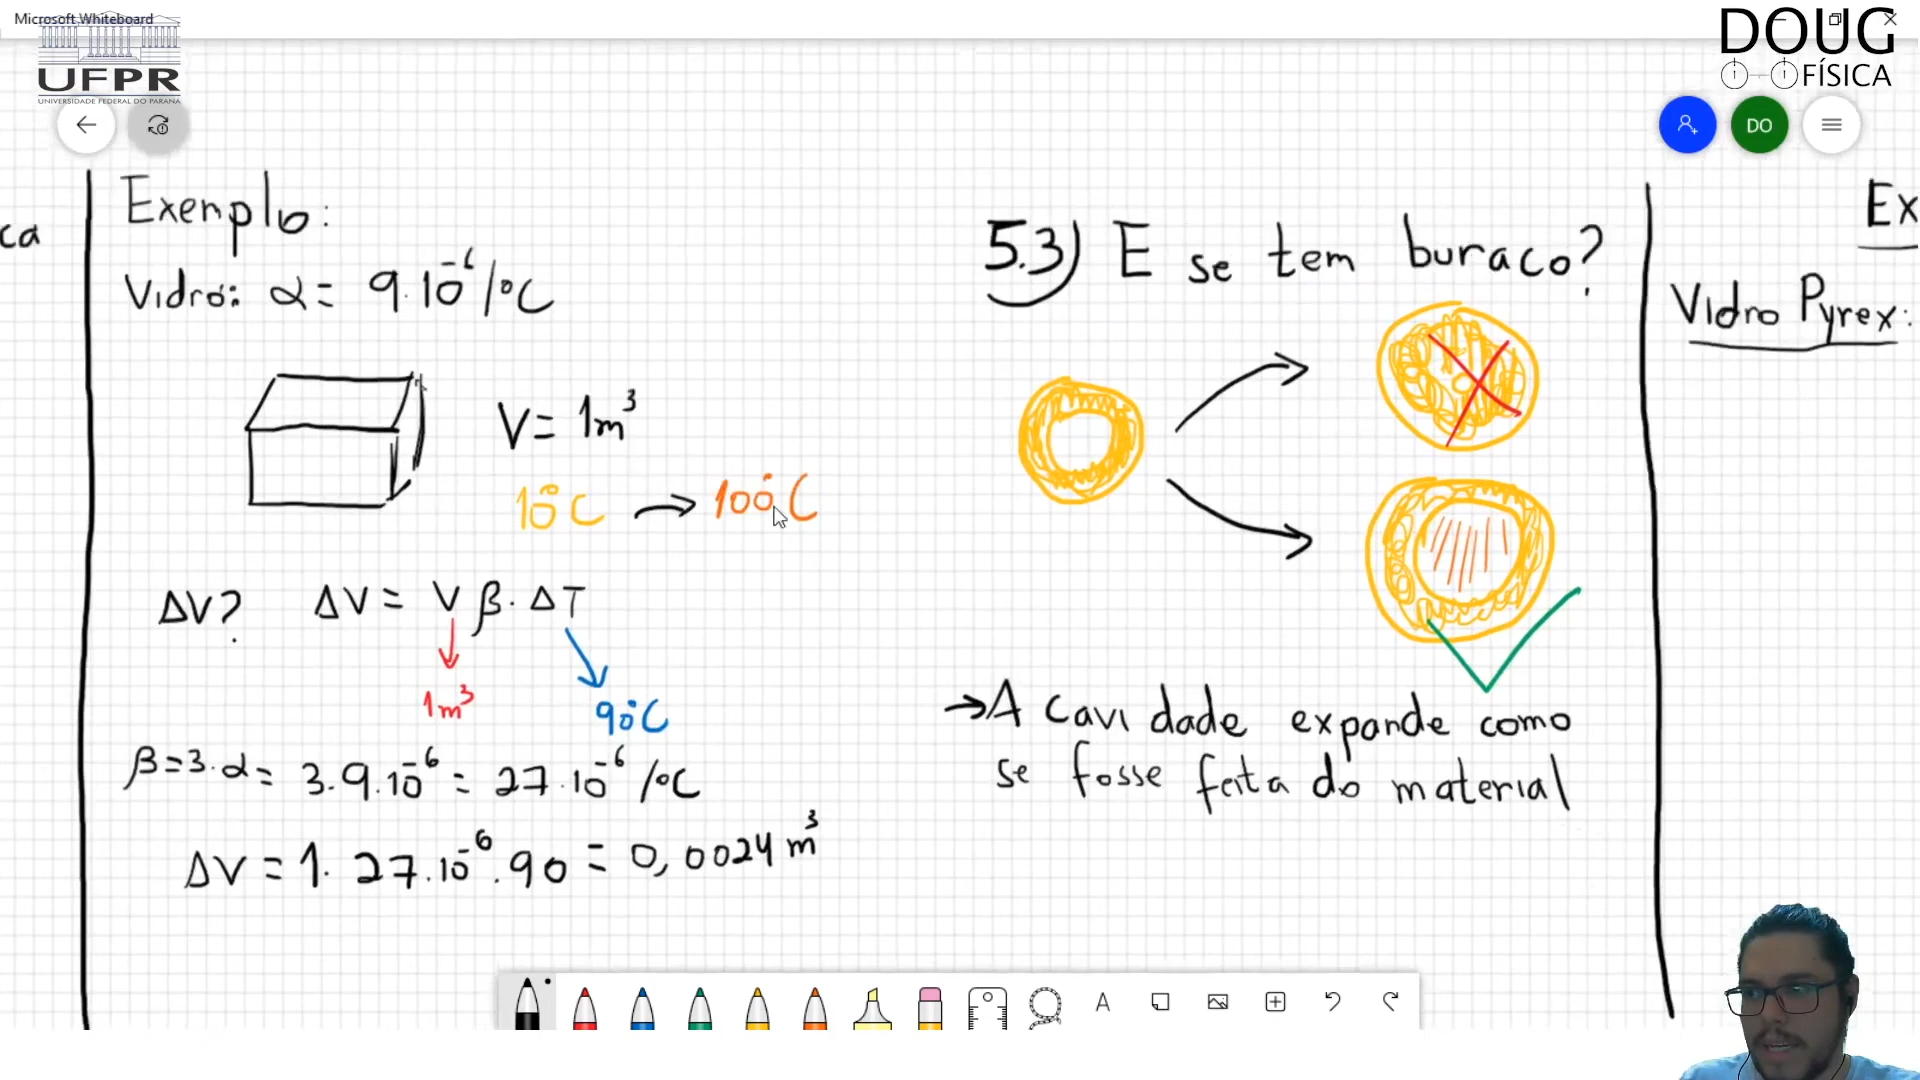 Microsoft Whiteboard
UFPR
UNIVERSIDADE FEDERAL DO PARANÁ
DOUG
FÍSICA
DO
ca
Exemplo:
Vidro: α = 9.10⁻⁶/°C
V = 1m³
10°C → 100°C
ΔV? ΔV = V β. ΔT
1m³
90°C
β = 3.α = 3.9.10⁻⁶ = 27.10⁻⁶/°C
ΔV = 1. 27.10⁻⁶.90 = 0,0024 m³
5.3) E se tem buraco?
→ A cavidade expande como
se fosse feita do material
Ex
Vidro Pyrex:
A